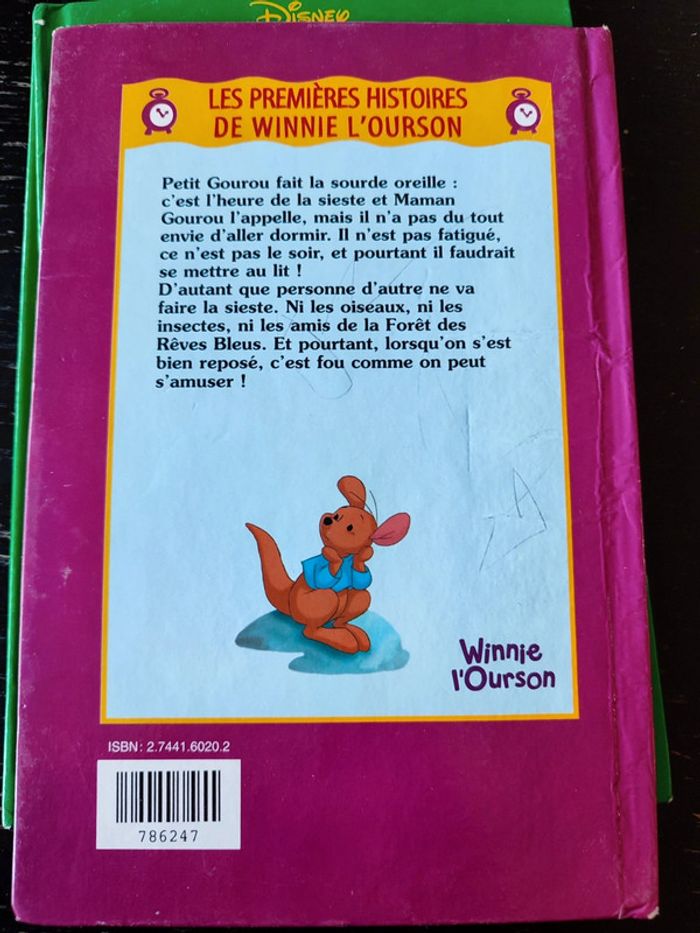 DISNEY
LES PREMIÈRES HISTOIRES
DE WINNIE L'OURSON
Petit Gourou fait la sourde oreille :
c'est l'heure de la sieste et Maman
Gourou l'appelle, mais il n'a pas du tout
envie d'aller dormir. Il n'est pas fatigué,
ce n'est pas le soir, et pourtant il faudrait
se mettre au lit !
D'autant que personne d'autre ne va
faire la sieste. Ni les oiseaux, ni les
insectes, ni les amis de la Forêt des
Rêves Bleus. Et pourtant, lorsqu'on s'est
bien reposé, c'est fou comme on peut
s'amuser !
Winnie
l'Ourson
ISBN : 2.7441.6020.2
786247